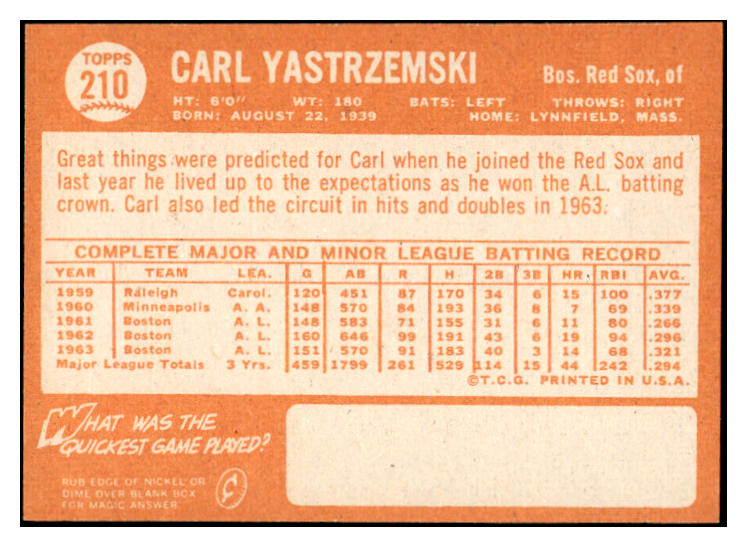 TOPPS
210
CARL YASTRZEMSKI Bos. Red Sox, of
HT: 6'0" WT: 180 BATS: LEFT THROWS: RIGHT
BORN: AUGUST 22, 1939 HOME: LYNNFIELD, MASS.
Great things were predicted for Carl when he joined the Red Sox and
last year he lived up to the expectations as he won the A.L. batting
crown. Carl also led the circuit in hits and doubles in 1963.
COMPLETE MAJOR AND MINOR LEAGUE BATTING RECORD
YEAR TEAM LEA. G AB R H 2B 3B HR. RBI AVG.
1959 Raleigh Carol. 120 451 87 170 34 6 15 100 .377
1960 Minneapolis A. A. 148 570 84 193 36 8 7 69 .339
1961 Boston A. L. 148 583 71 155 31 6 11 80 .266
1962 Boston A. L. 160 646 99 191 43 6 19 94 .296
1963 Boston A. L. 151 570 91 183 40 3 14 68 .321
Major League Totals 3 Yrs. 459 1799 261 529 114 15 44 242 .294
©T.C.G. PRINTED IN U.S.A.
WHAT WAS THE
QUICKEST GAME PLAYED?
RUB EDGE OF NICKEL OR
DIME OVER BLANK BOX
FOR MAGIC ANSWER